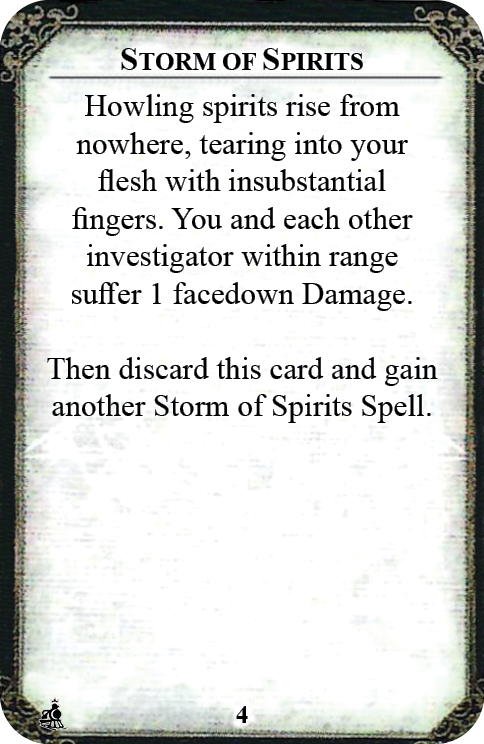 STORM OF SPIRITS
Howling spirits rise from
nowhere, tearing into your
flesh with insubstantial
fingers. You and each other
investigator within range
suffer 1 facedown Damage.
Then discard this card and gain
another Storm of Spirits Spell.
4